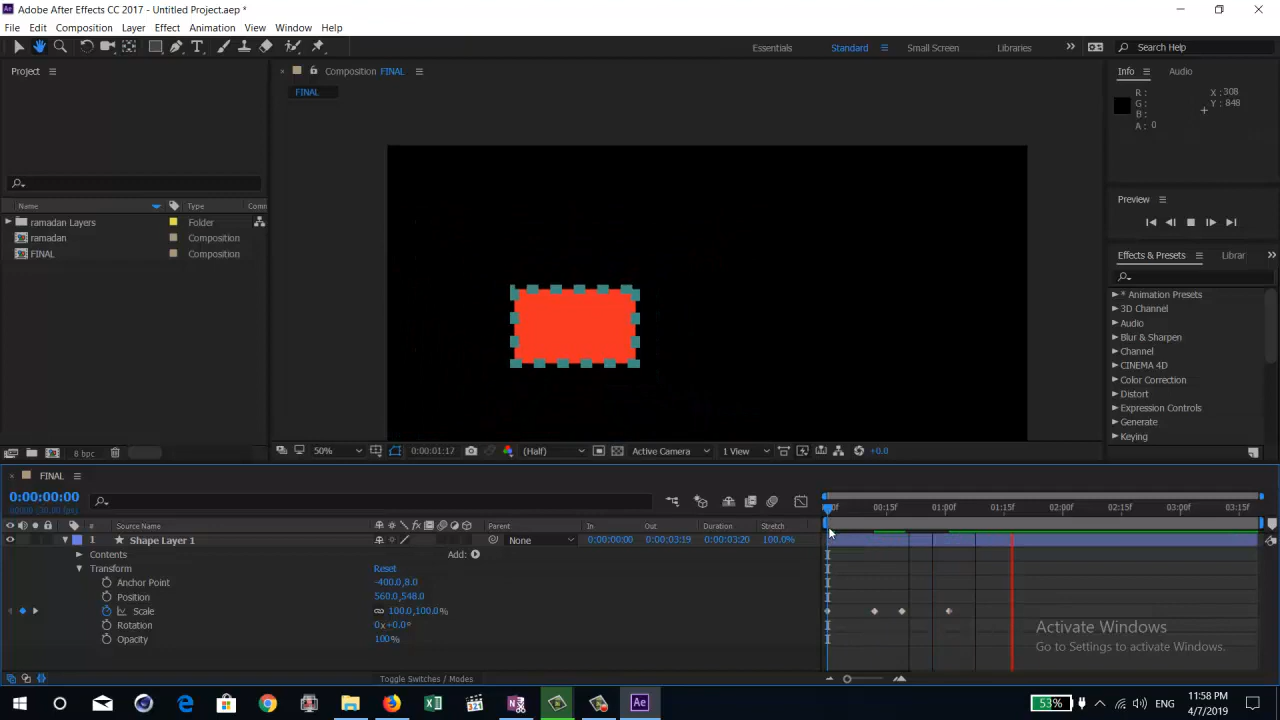 Adobe After Effects CC 2017 - Untitled Project.aep *
File Edit Composition Layer Effect Animation View Window Help
Essentials Standard Small Screen Libraries Search Help
Project Composition FINAL Info Audio
FINAL
R: X: 308
G: Y: 848
B:
A: 0
Name Type Comm
ramadan Layers Folder
ramadan Composition
FINAL Composition
Preview
Effects & Presets Librar
* Animation Presets
3D Channel
Audio
Blur & Sharpen
Channel
CINEMA 4D
Color Correction
Distort
Expression Controls
Generate
Keying
8 bpc 50% 0:00:01:17 (Half) Active Camera 1 View +0.0
FINAL
0:00:00:00
00:15f 01:00f 01:15f 02:00f 02:15f 03:00f 03:15f
# Source Name Parent In Out Duration Stretch
1 Shape Layer 1 None 0:00:00:00 0:00:03:19 0:00:03:20 100.0%
Contents Add:
Transform Reset
Anchor Point -400.0,8.0
Position 560.0,548.0
Scale 100.0,100.0%
Rotation 0x+0.0°
Opacity 100%
Activate Windows
Go to Settings to activate Windows.
Toggle Switches / Modes
53% ENG 11:58 PM
4/7/2019